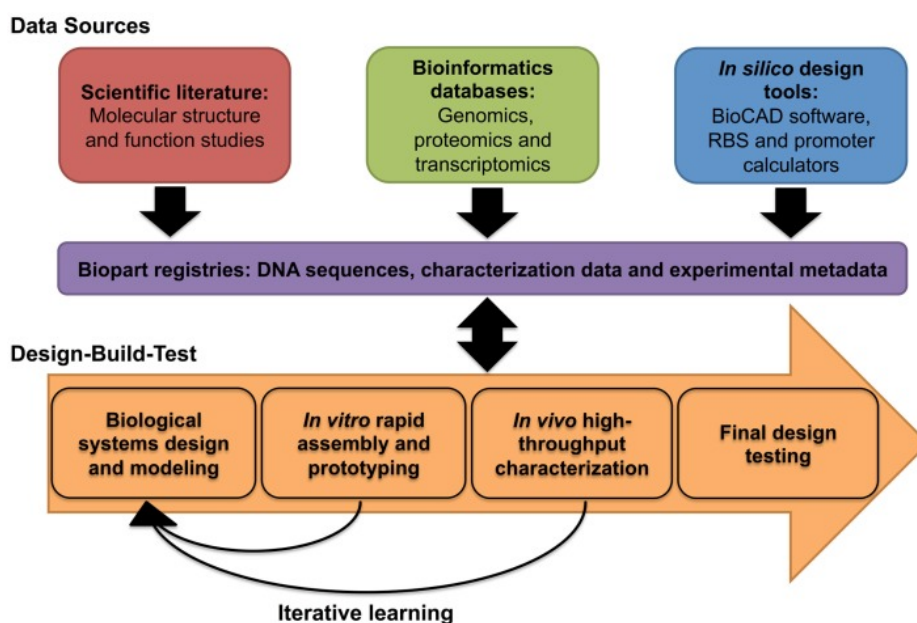 Data Sources
Scientific literature:
Molecular structure
and function studies
Bioinformatics
databases:
Genomics,
proteomics and
transcriptomics
In silico design
tools:
BioCAD software,
RBS and promoter
calculators
Biopart registries: DNA sequences, characterization data and experimental metadata
Design-Build-Test
Biological
systems design
and modeling
In vitro rapid
assembly and
prototyping
In vivo high-
throughput
characterization
Final design
testing
Iterative learning